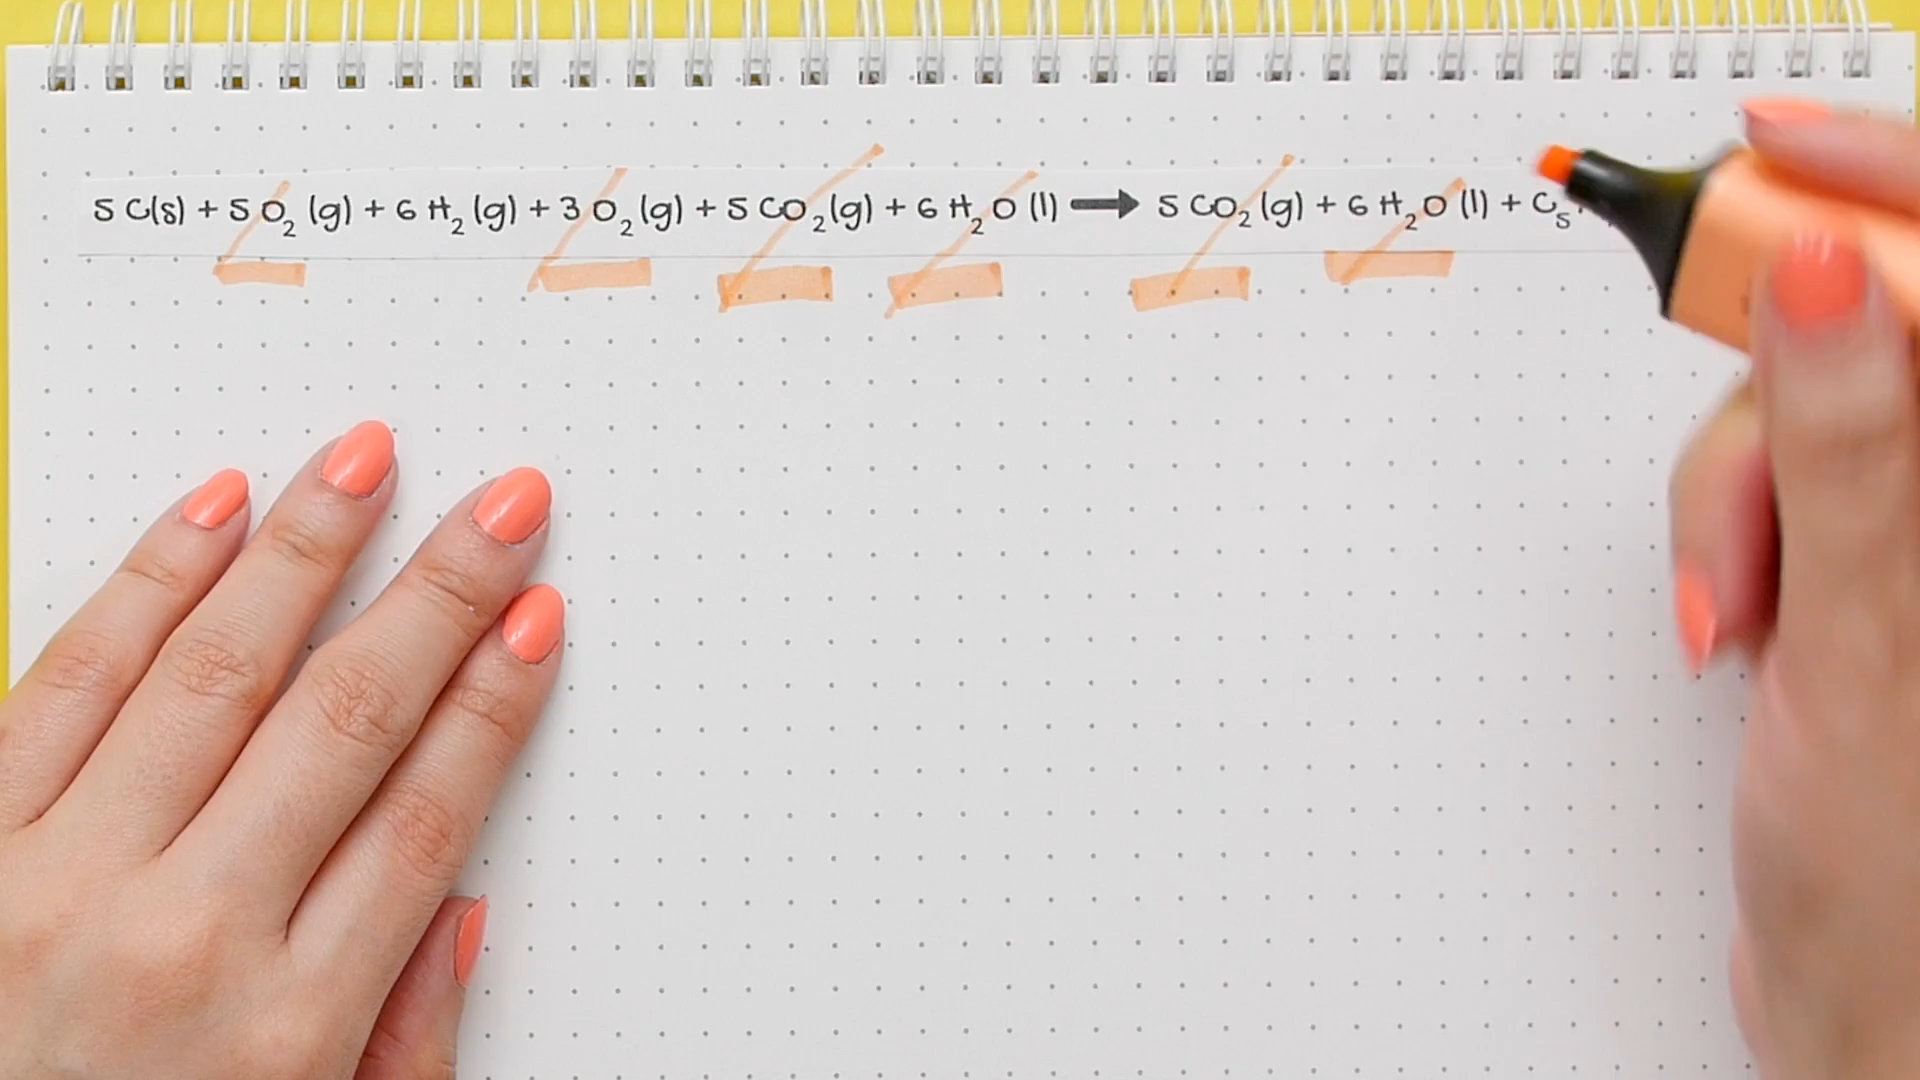 5 C(s) + 5 O₂ (g) + 6 H₂ (g) + 3 O₂ (g) + 5 CO₂ (g) + 6 H₂O (l) → 5 CO₂ (g) + 6 H₂O (l) + C₅